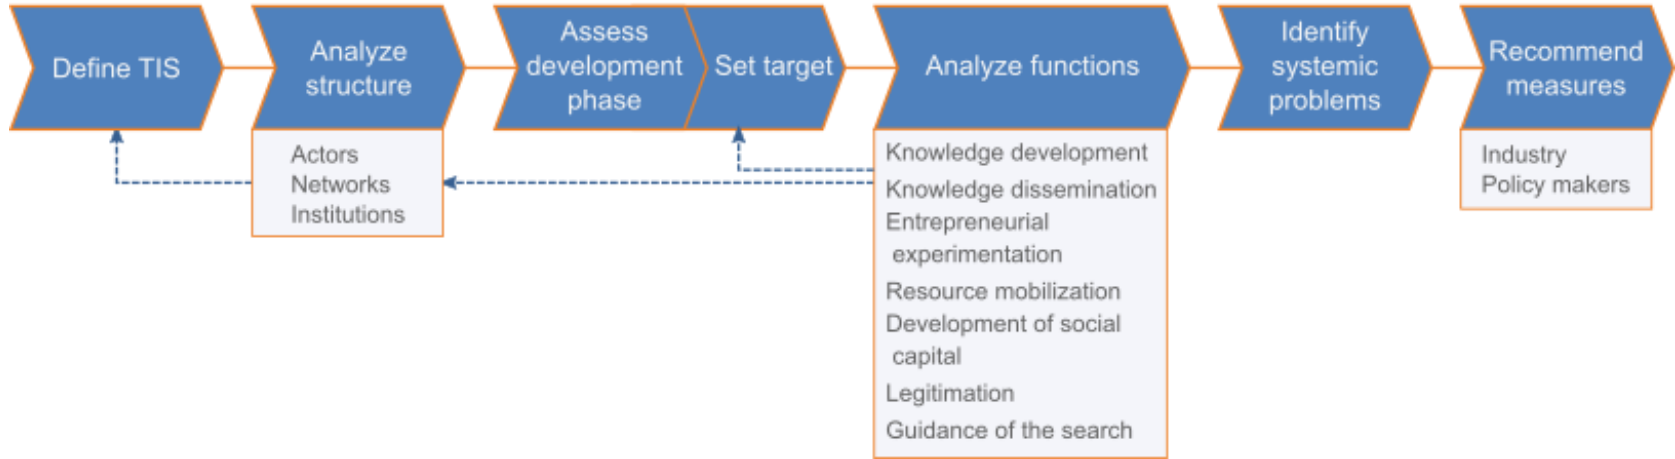 Define TIS
Analyze
structure
Actors
Networks
Institutions
Assess
development
phase
Set target
Analyze functions
Knowledge development
Knowledge dissemination
Entrepreneurial
experimentation
Resource mobilization
Development of social
capital
Legitimation
Guidance of the search
Identify
systemic
problems
Recommend
measures
Industry
Policy makers